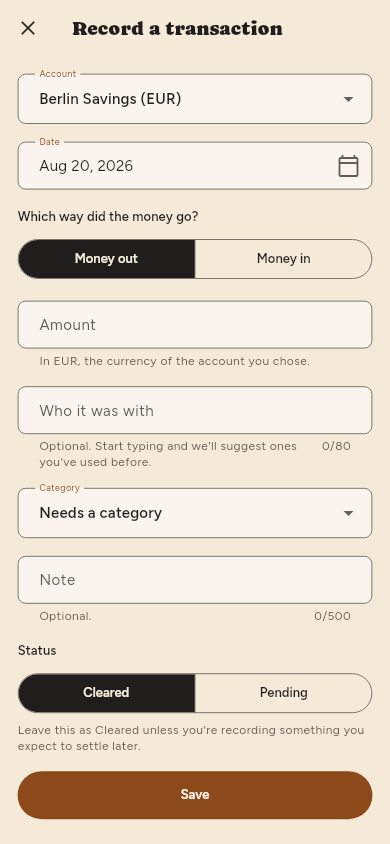 Record a transaction
Account
Berlin Savings (EUR)
Date
Aug 20, 2026
Which way did the money go?
Money out
Money in
Amount
In EUR, the currency of the account you chose.
Who it was with
Optional. Start typing and we'll suggest ones
you've used before.
0/80
Category
Needs a category
Note
Optional.
0/500
Status
Cleared
Pending
Leave this as Cleared unless you're recording something you
expect to settle later.
Save